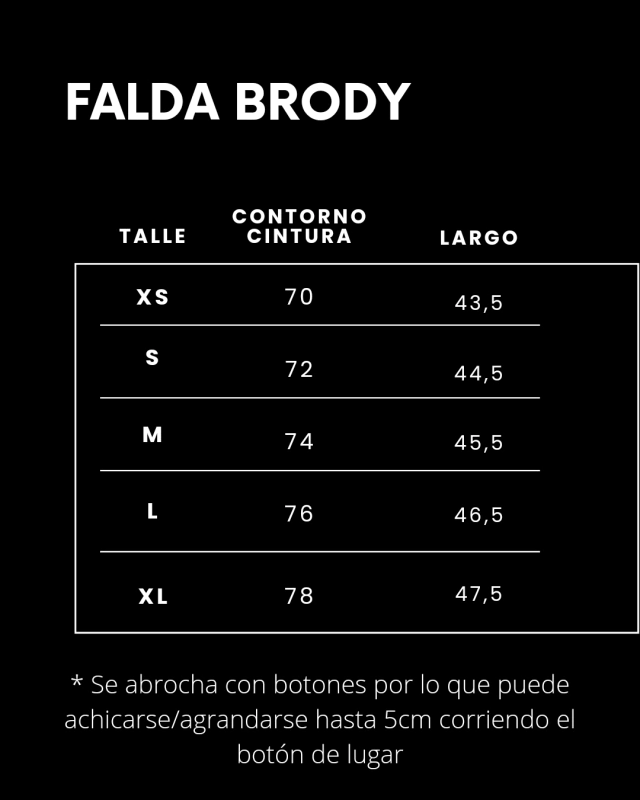 FALDA BRODY
TALLE CONTORNO CINTURA LARGO
XS 70 43,5
S 72 44,5
M 74 45,5
L 76 46,5
XL 78 47,5
* Se abrocha con botones por lo que puede
achicarse/agrandarse hasta 5cm corriendo el
botón de lugar